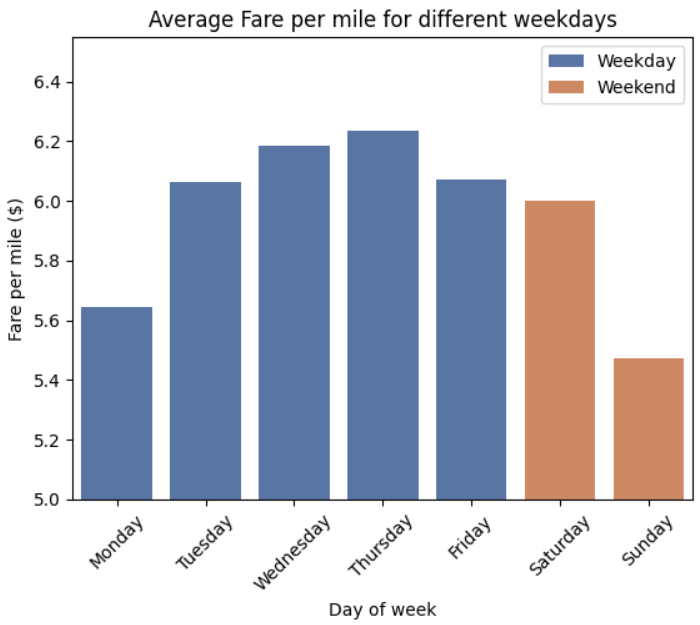 Average Fare per mile for different weekdays
Weekday
Weekend
Fare per mile ($)
6.4
6.2
6.0
5.8
5.6
5.4
5.2
5.0
Monday
Tuesday
Wednesday
Thursday
Friday
Saturday
Sunday
Day of week